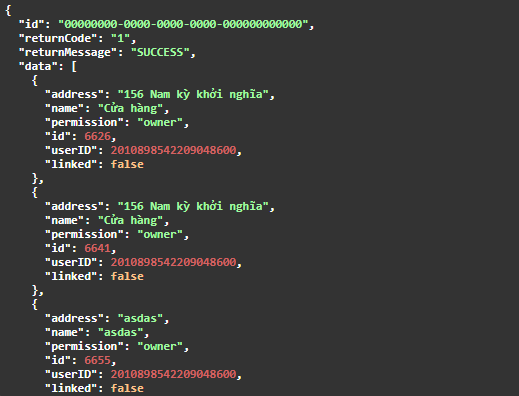 {
"id": "00000000-0000-0000-0000-000000000000",
"returnCode": "1",
"returnMessage": "SUCCESS",
"data": [
{
"address": "156 Nam kỳ khởi nghĩa",
"name": "Cửa hàng",
"permission": "owner",
"id": 6626,
"userID": 2010898542209048600,
"linked": false
},
{
"address": "156 Nam kỳ khởi nghĩa",
"name": "Cửa hàng",
"permission": "owner",
"id": 6641,
"userID": 2010898542209048600,
"linked": false
},
{
"address": "asdas",
"name": "asdas",
"permission": "owner",
"id": 6655,
"userID": 2010898542209048600,
"linked": false